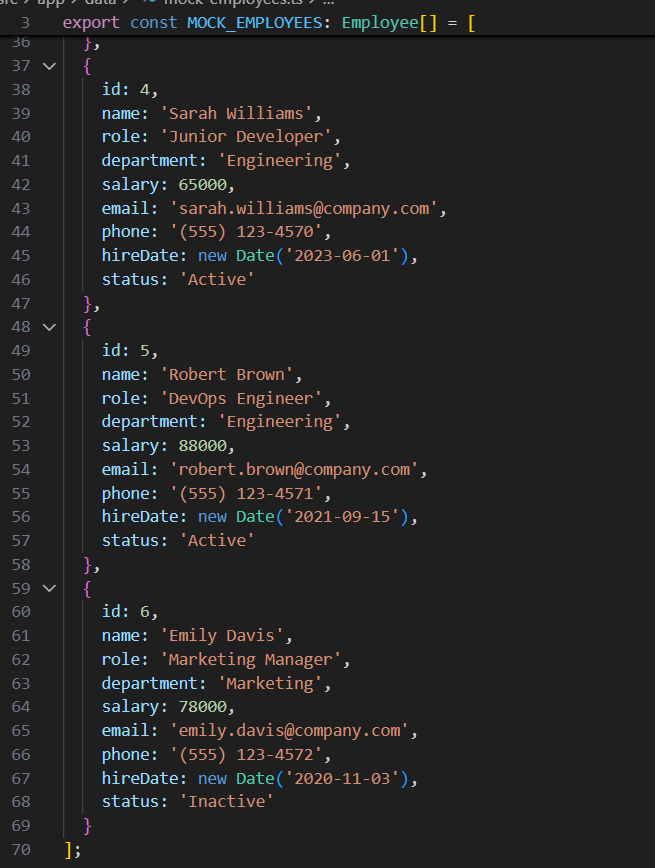 src > app > data > mock-employees.ts > ...
3 export const MOCK_EMPLOYEES: Employee[] = [
36 },
37 {
38 id: 4,
39 name: 'Sarah Williams',
40 role: 'Junior Developer',
41 department: 'Engineering',
42 salary: 65000,
43 email: 'sarah.williams@company.com',
44 phone: '(555) 123-4570',
45 hireDate: new Date('2023-06-01'),
46 status: 'Active'
47 },
48 {
49 id: 5,
50 name: 'Robert Brown',
51 role: 'DevOps Engineer',
52 department: 'Engineering',
53 salary: 88000,
54 email: 'robert.brown@company.com',
55 phone: '(555) 123-4571',
56 hireDate: new Date('2021-09-15'),
57 status: 'Active'
58 },
59 {
60 id: 6,
61 name: 'Emily Davis',
62 role: 'Marketing Manager',
63 department: 'Marketing',
64 salary: 78000,
65 email: 'emily.davis@company.com',
66 phone: '(555) 123-4572',
67 hireDate: new Date('2020-11-03'),
68 status: 'Inactive'
69 }
70 ];